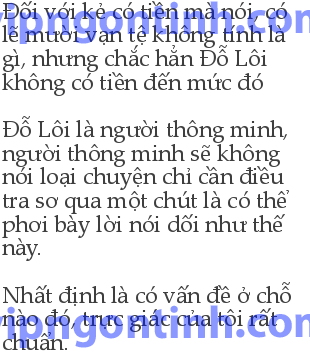 Đối với kẻ có tiền mà nói, có
lẽ mười vạn tệ không tính là
gì, nhưng chắc hẳn Đỗ Lôi
không có tiền đến mức đó
Đỗ Lôi là người thông minh,
người thông minh sẽ không
nói loại chuyện chỉ cần điều
tra sơ qua một chút là có thể
phơi bày lời nói dối như thế
này.
Nhất định là có vấn đề ở chỗ
nào đó, trực giác của tôi rất
chuẩn.